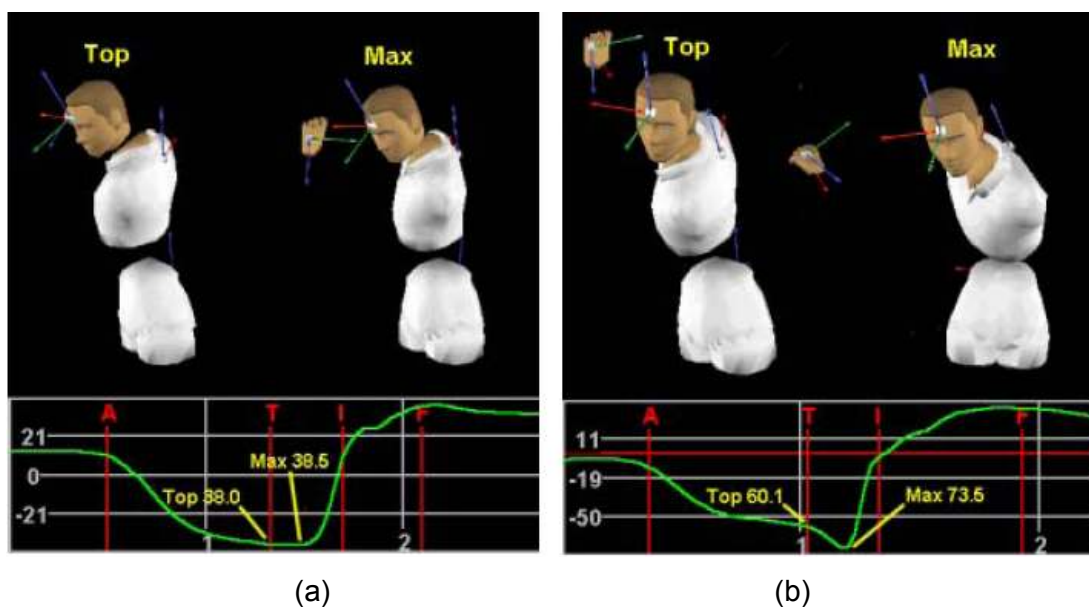 Top Max
A T I F
21
0
-21
Max 38.5
Top 38.0
1 2
(a)
Top Max
A T I F
11
-19
-50
Top 60.1 Max 73.5
1 2
(b)